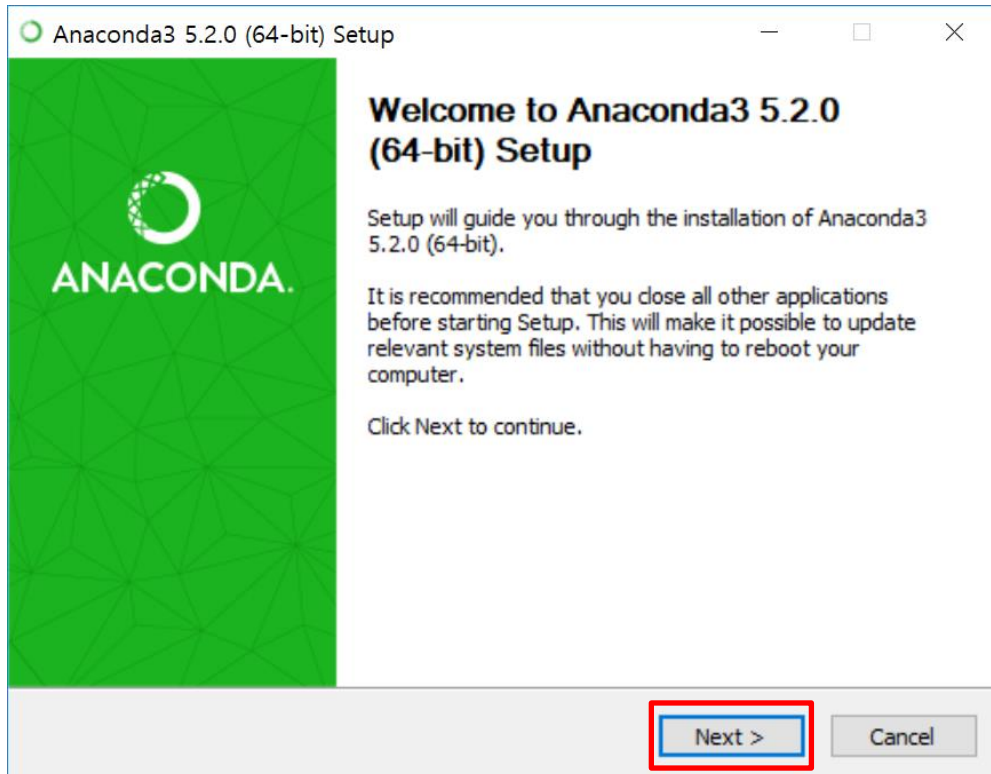 Anaconda3 5.2.0 (64-bit) Setup
Welcome to Anaconda3 5.2.0
(64-bit) Setup
ANACONDA.
Setup will guide you through the installation of Anaconda3
5.2.0 (64-bit).
It is recommended that you close all other applications
before starting Setup. This will make it possible to update
relevant system files without having to reboot your
computer.
Click Next to continue.
Next >
Cancel